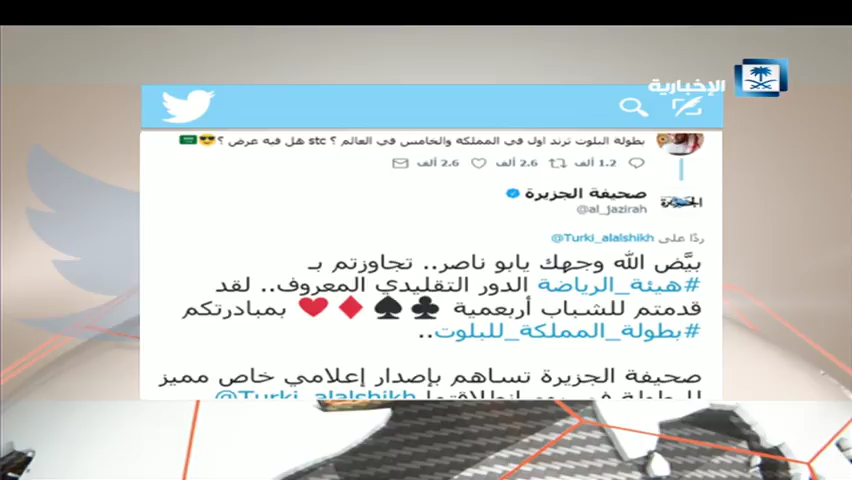 الإخبارية
بطولة البلوت ترند اول في المملكة والخامس في العالم ؟ stc هل فيه عرض ؟😎🇸🇦
1.2 ألف 2.6 ألف 2.6 ألف
صحيفة الجزيرة
@al_jazirah
ردًا على @Turki_alalshikh
بيَّض الله وجهك يابو ناصر.. تجاوزتم بـ
#هيئة_الرياضة الدور التقليدي المعروف.. لقد
قدمتم للشباب أربعمية ♣️♠️♦️❤️ بمبادرتكم
#بطولة_المملكة_للبلوت..
صحيفة الجزيرة تساهم بإصدار إعلامي خاص مميز
@Turki_alalshikh